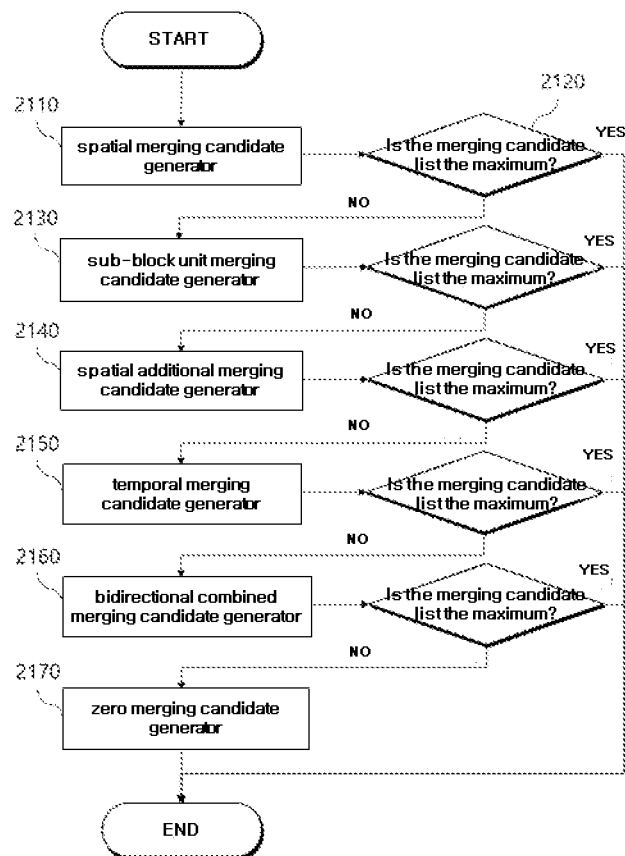 START
2110
spatial merging candidate
generator
2120
Is the merging candidate
list the maximum?
YES
NO
2130
sub-block unit merging
candidate generator
Is the merging candidate
list the maximum?
YES
NO
2140
spatial additional merging
candidate generator
Is the merging candidate
list the maximum?
YES
NO
2150
temporal merging
candidate generator
Is the merging candidate
list the maximum?
YES
NO
2160
bidirectional combined
merging candidate generator
Is the merging candidate
list the maximum?
YES
NO
2170
zero merging candidate
generator
END